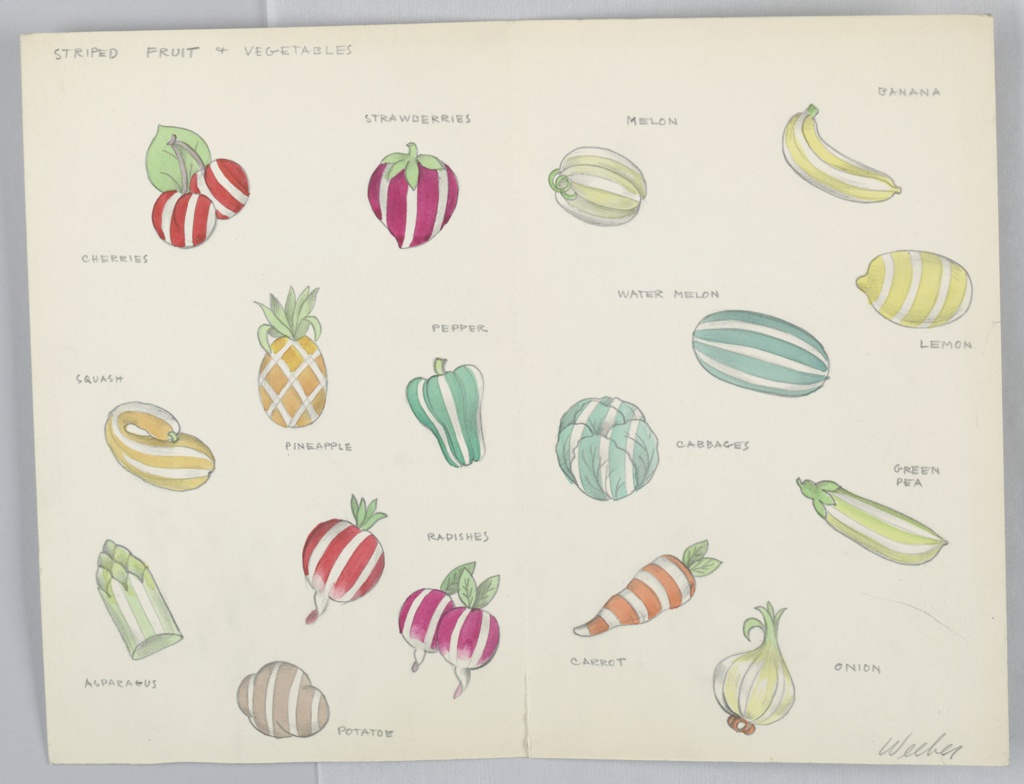 STRIPED FRUIT & VEGETABLES
BANANA
STRAWBERRIES
MELON
CHERRIES
WATER MELON
PEPPER
LEMON
SQUASH
PINEAPPLE
CABBAGES
GREEN
PEA
RADISHES
CARROT
ONION
ASPARAGUS
POTATOE